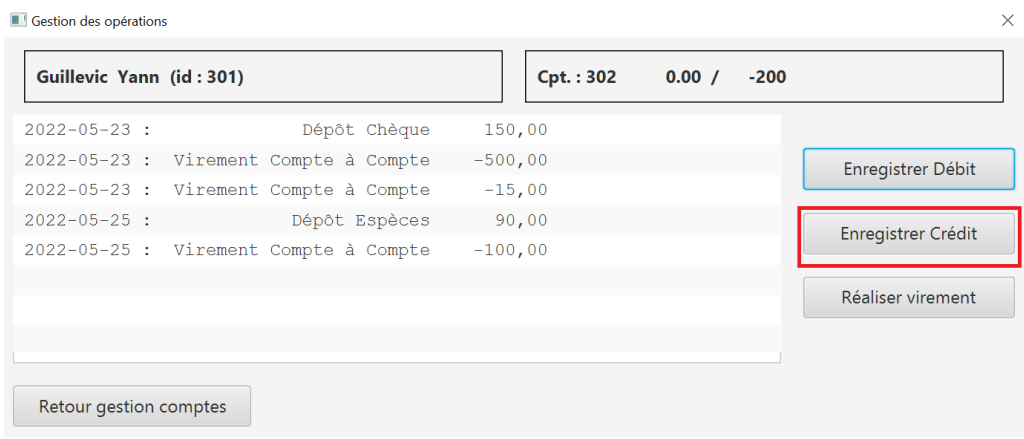 Gestion des opérations
Guillevic Yann (id : 301)
Cpt. : 302 0.00 / -200
2022-05-23 : Dépôt Chèque 150,00
2022-05-23 : Virement Compte à Compte -500,00
2022-05-23 : Virement Compte à Compte -15,00
2022-05-25 : Dépôt Espèces 90,00
2022-05-25 : Virement Compte à Compte -100,00
Enregistrer Débit
Enregistrer Crédit
Réaliser virement
Retour gestion comptes